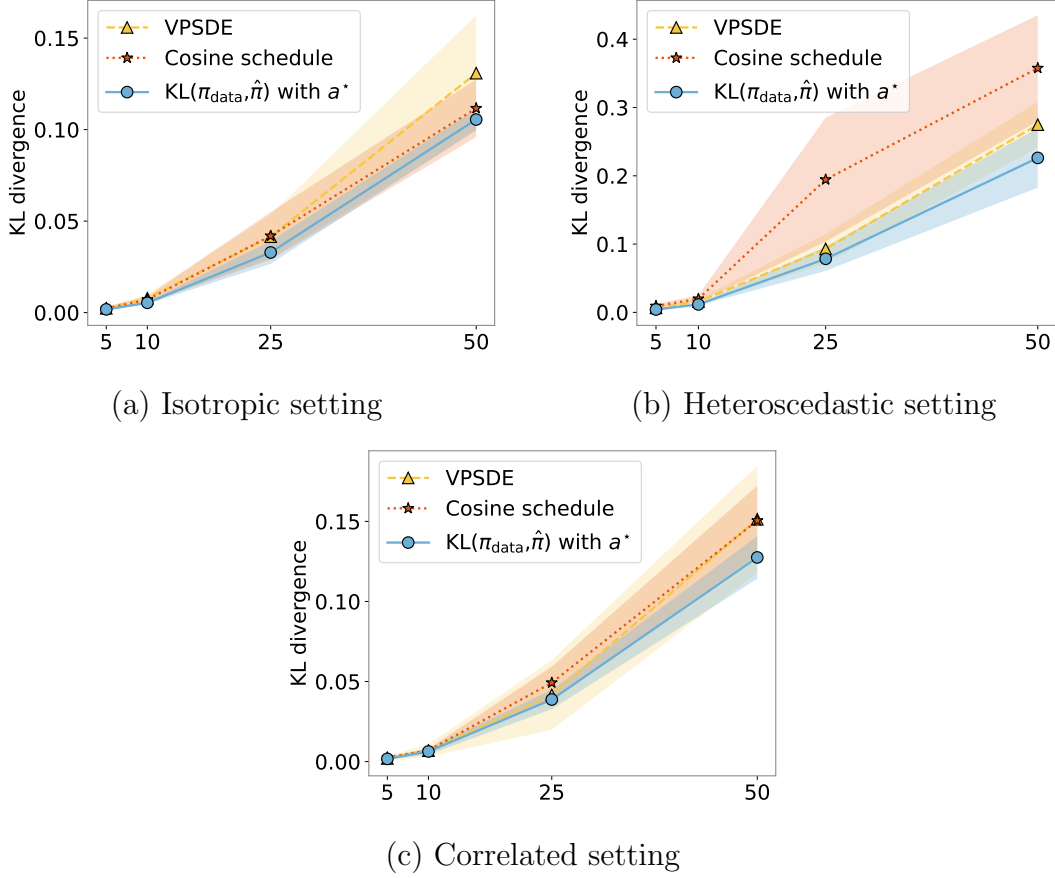 VPSDE
Cosine schedule
KL(π_data,π̂) with a*
KL divergence
0.15
0.10
0.05
0.00
5 10 25 50
(a) Isotropic setting
VPSDE
Cosine schedule
KL(π_data,π̂) with a*
KL divergence
0.4
0.3
0.2
0.1
0.0
5 10 25 50
(b) Heteroscedastic setting
VPSDE
Cosine schedule
KL(π_data,π̂) with a*
KL divergence
0.15
0.10
0.05
0.00
5 10 25 50
(c) Correlated setting